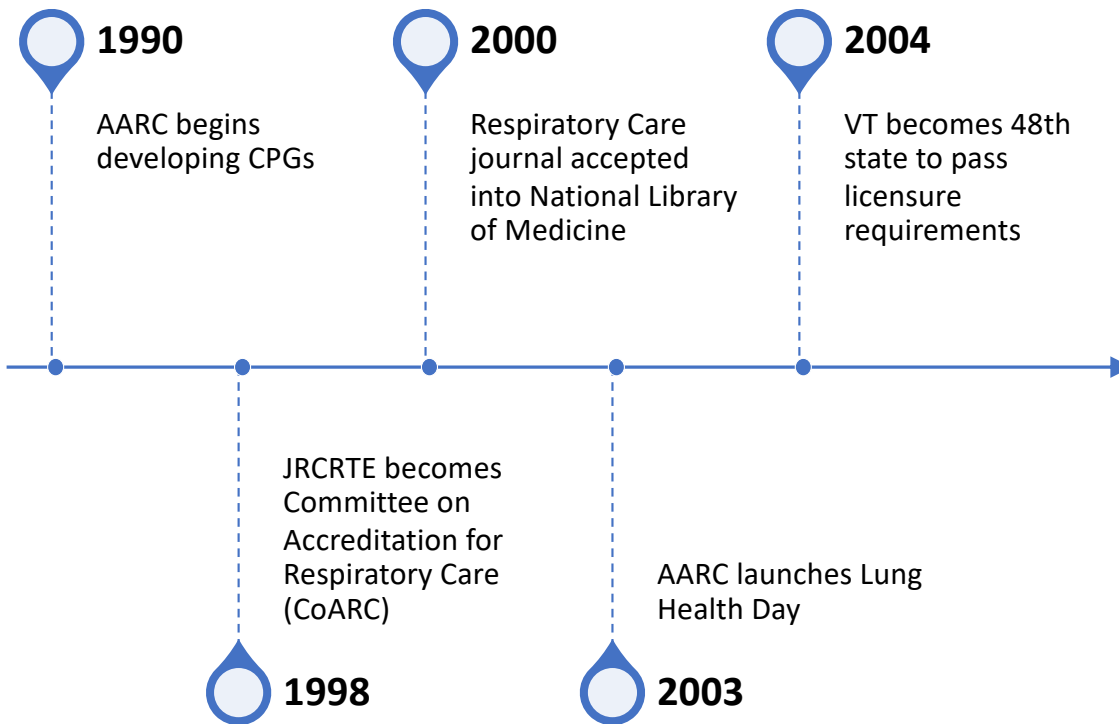 1990
AARC begins
developing CPGs
2000
Respiratory Care
journal accepted
into National Library
of Medicine
2004
VT becomes 48th
state to pass
licensure
requirements
JRCRTE becomes
Committee on
Accreditation for
Respiratory Care
(CoARC)
1998
AARC launches Lung
Health Day
2003